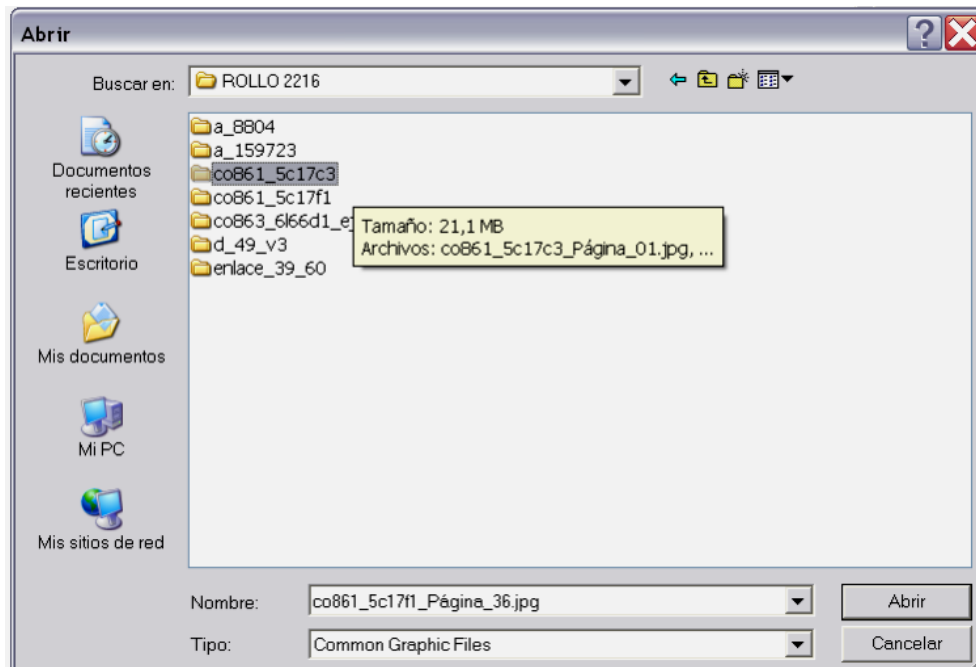 Abrir
Buscar en:
ROLLO 2216
a_8804
a_159723
co861_5c17c3
co861_5c17f1
co863_6l66d1_ej
d_49_v3
enlace_39_60
Tamaño: 21,1 MB
Archivos: co861_5c17c3_Página_01.jpg, ...
Documentos
recientes
Escritorio
Mis documentos
Mi PC
Mis sitios de red
Nombre:
co861_5c17f1_Página_36.jpg
Abrir
Tipo:
Common Graphic Files
Cancelar